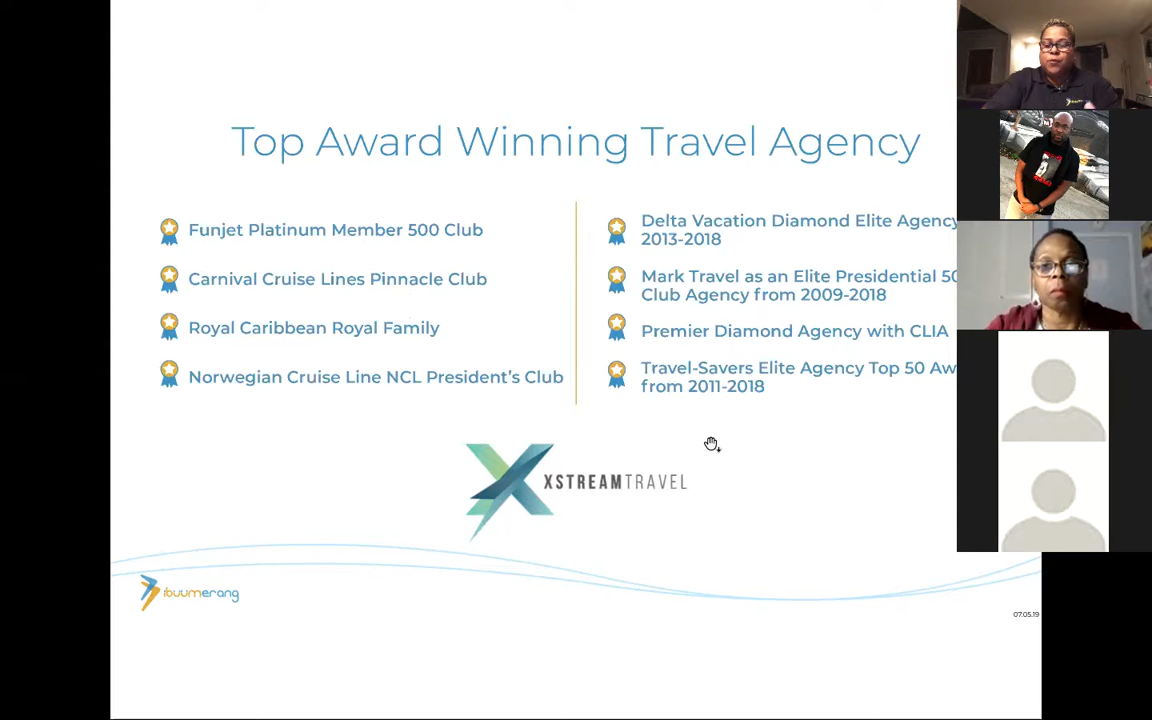 Top Award Winning Travel Agency
Funjet Platinum Member 500 Club
Carnival Cruise Lines Pinnacle Club
Royal Caribbean Royal Family
Norwegian Cruise Line NCL President's Club
Delta Vacation Diamond Elite Agency
2013-2018
Mark Travel as an Elite Presidential
Club Agency from 2009-2018
Premier Diamond Agency with CLIA
Travel-Savers Elite Agency Top 50
from 2011-2018
XSTREAMTRAVEL
ibuumerang
07.05.19